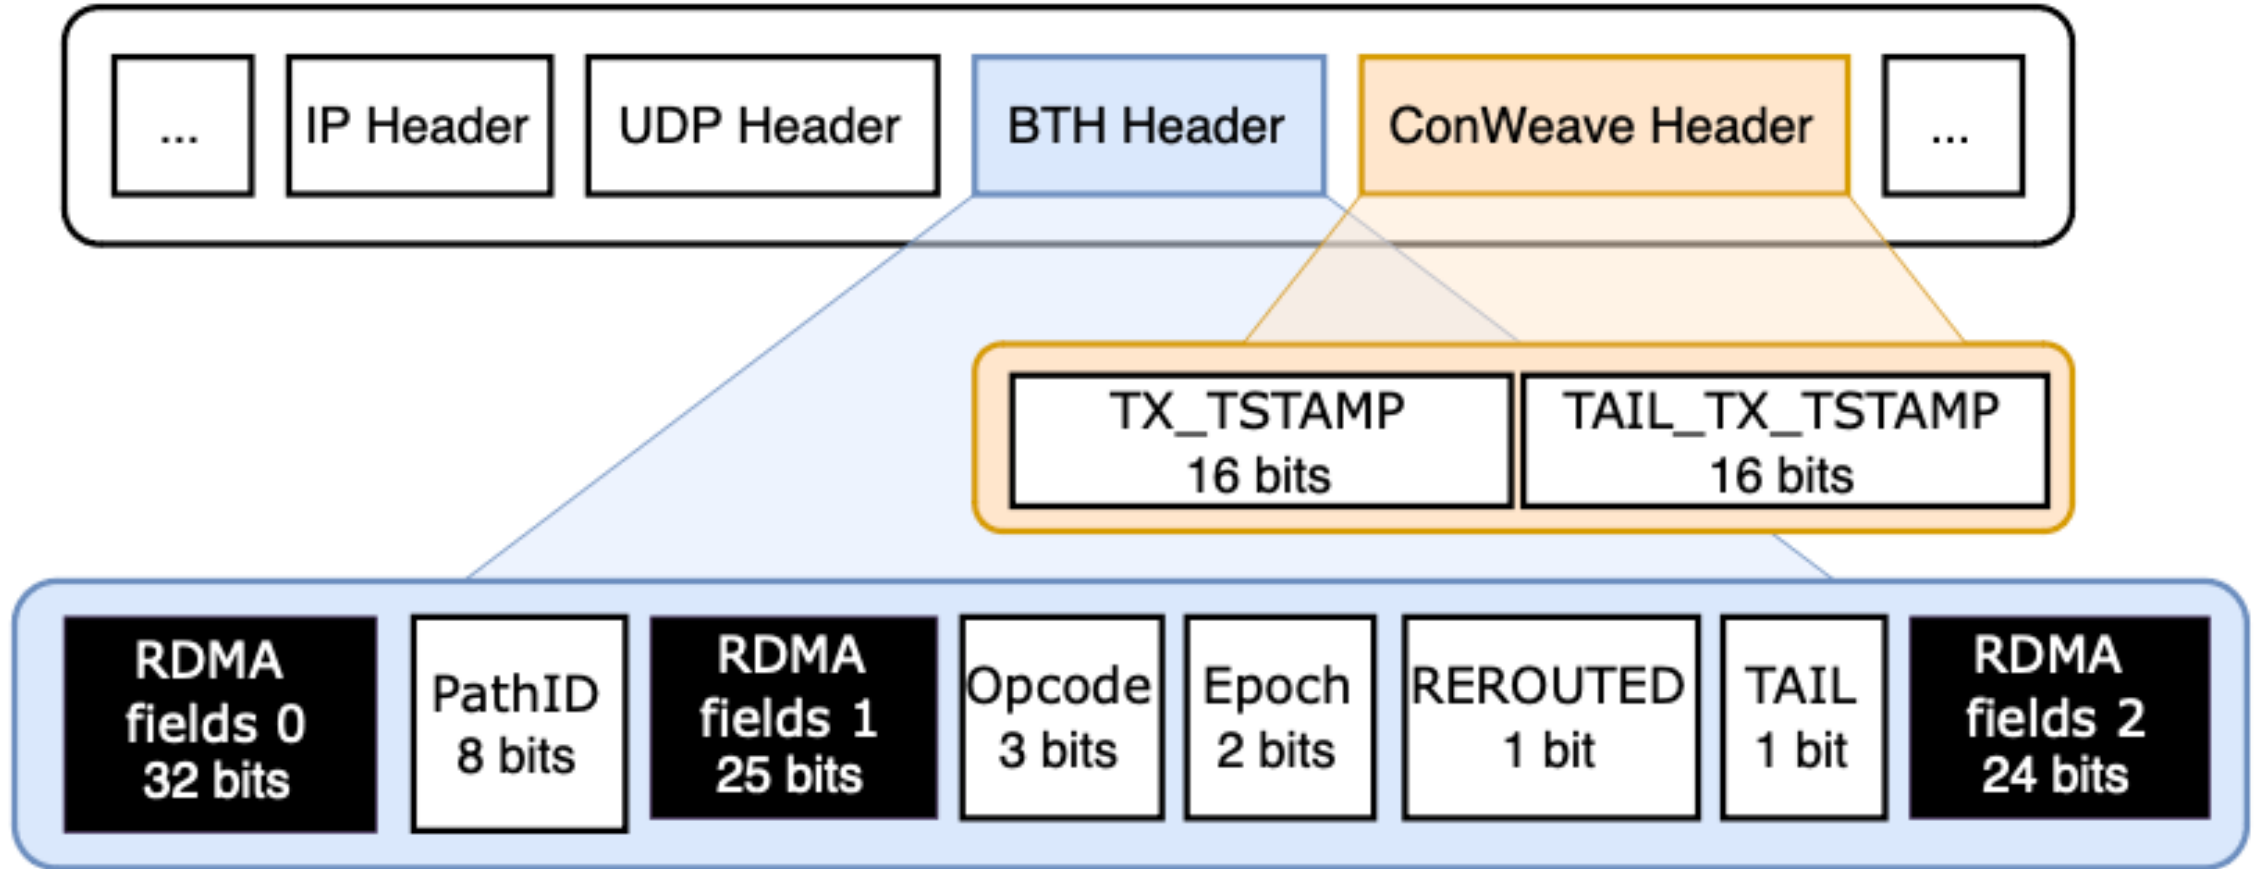 ...
IP Header
UDP Header
BTH Header
ConWeave Header
...
TX_TSTAMP
16 bits
TAIL_TX_TSTAMP
16 bits
RDMA
fields 0
32 bits
PathID
8 bits
RDMA
fields 1
25 bits
Opcode
3 bits
Epoch
2 bits
REROUTED
1 bit
TAIL
1 bit
RDMA
fields 2
24 bits